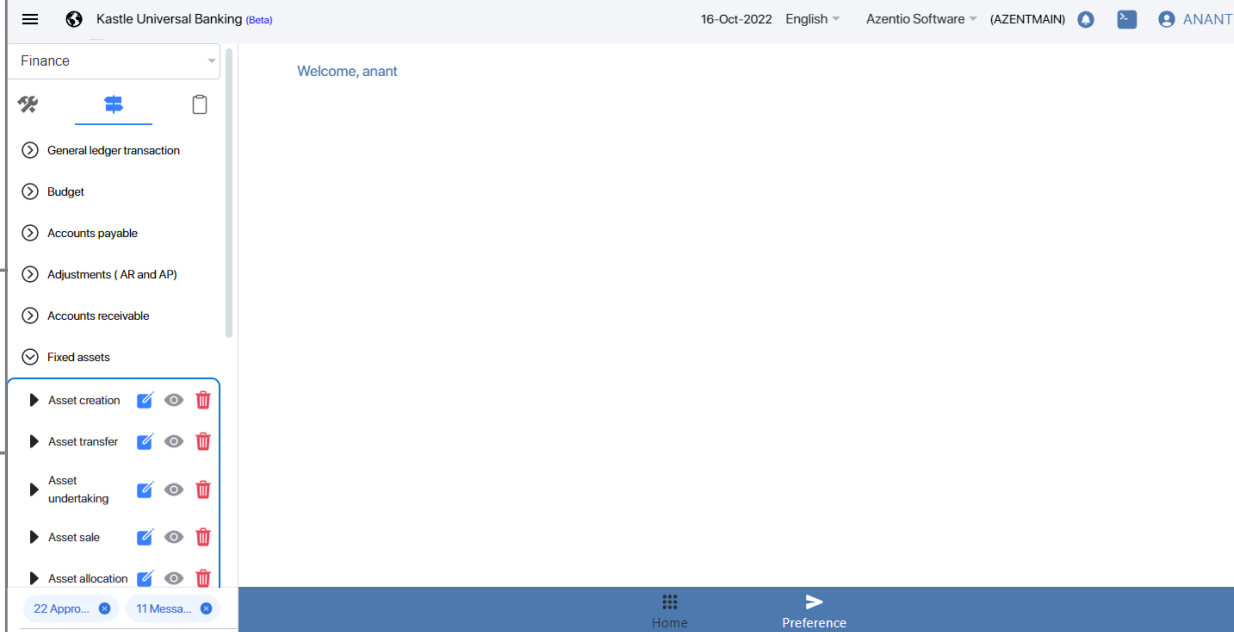 Kastle Universal Banking (Beta)
16-Oct-2022 English Azentio Software (AZENTMAIN) ANANT
Finance
Welcome, anant
General ledger transaction
Budget
Accounts payable
Adjustments ( AR and AP)
Accounts receivable
Fixed assets
Asset creation
Asset transfer
Asset
undertaking
Asset sale
Asset allocation
22 Appro...
11 Messa...
Home
Preference